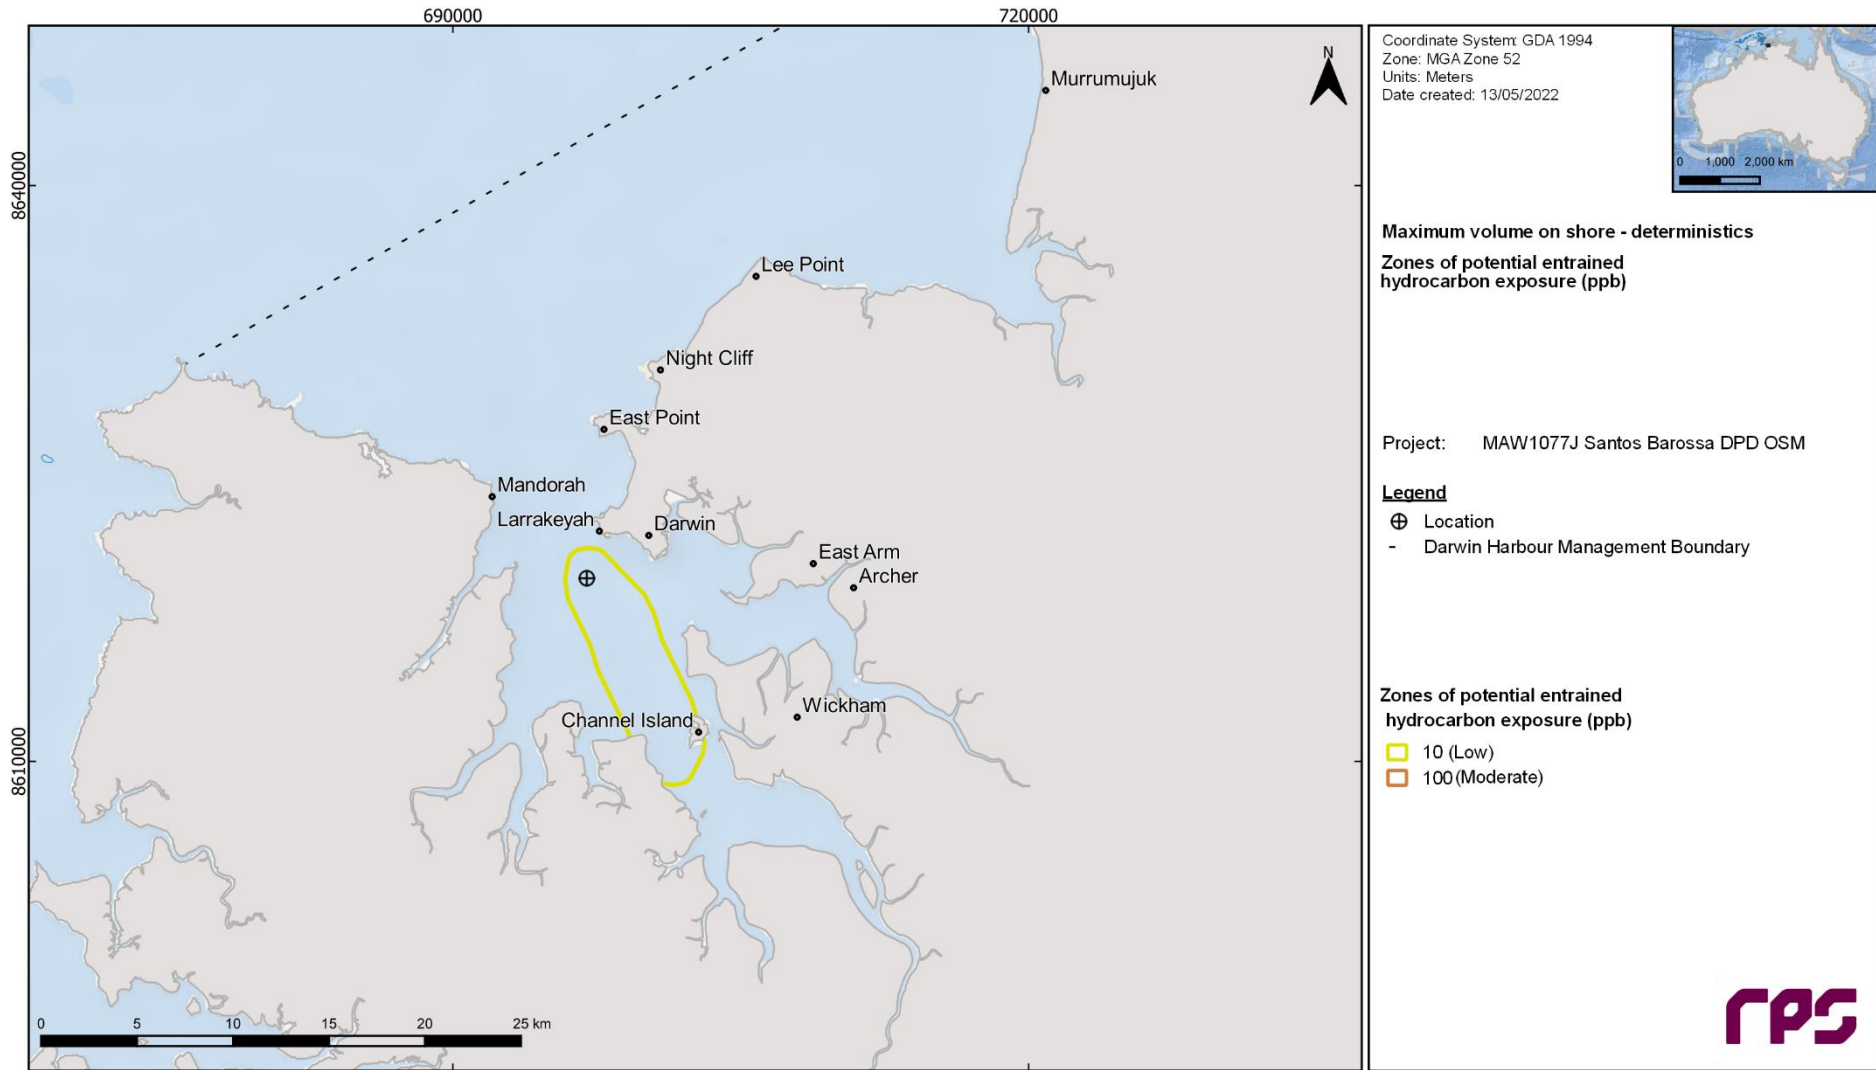 690000
720000
8640000
8610000
N
Murrumujuk
Lee Point
Night Cliff
East Point
Mandorah
Larrakeyah
Darwin
East Arm
Archer
Wickham
Channel Island
0 5 10 15 20 25 km
Coordinate System: GDA 1994
Zone: MGA Zone 52
Units: Meters
Date created: 13/05/2022
0 1,000 2,000 km
Maximum volume on shore - deterministics
Zones of potential entrained
hydrocarbon exposure (ppb)
Project: MAW1077J Santos Barossa DPD OSM
Legend
Location
- Darwin Harbour Management Boundary
Zones of potential entrained
hydrocarbon exposure (ppb)
10 (Low)
100 (Moderate)
rps